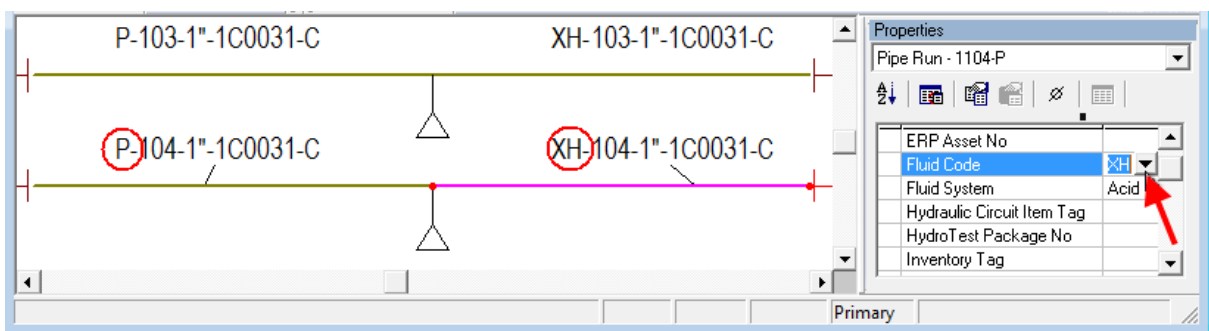 P-103-1"-1C0031-C XH-103-1"-1C0031-C
P-104-1"-1C0031-C XH-104-1"-1C0031-C
Properties
Pipe Run - 1104-P
ERP Asset No
Fluid Code XH
Fluid System Acid
Hydraulic Circuit Item Tag
HydroTest Package No
Inventory Tag
Primary